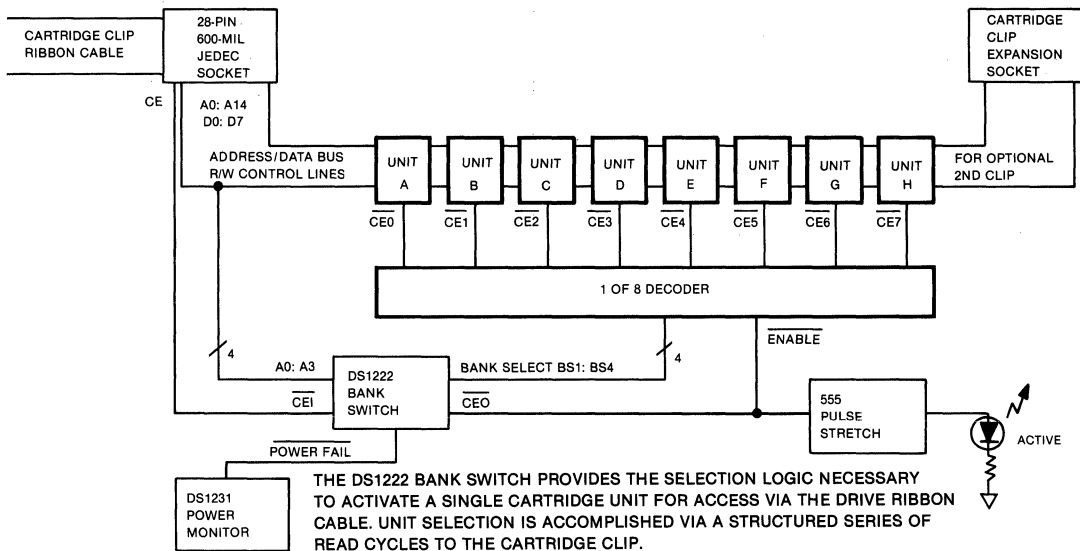 CARTRIDGE CLIP
RIBBON CABLE
28-PIN
600-MIL
JEDEC
SOCKET
CARTRIDGE
CLIP
EXPANSION
SOCKET
CE
A0: A14
D0: D7
ADDRESS/DATA BUS
R/W CONTROL LINES
UNIT
A
UNIT
B
UNIT
C
UNIT
D
UNIT
E
UNIT
F
UNIT
G
UNIT
H
FOR OPTIONAL
2ND CLIP
CE0
CE1
CE2
CE3
CE4
CE5
CE6
CE7
1 OF 8 DECODER
ENABLE
4
4
A0: A3
CEI
DS1222
BANK
SWITCH
BANK SELECT BS1: BS4
CEO
555
PULSE
STRETCH
ACTIVE
POWER FAIL
DS1231
POWER
MONITOR
THE DS1222 BANK SWITCH PROVIDES THE SELECTION LOGIC NECESSARY
TO ACTIVATE A SINGLE CARTRIDGE UNIT FOR ACCESS VIA THE DRIVE RIBBON
CABLE. UNIT SELECTION IS ACCOMPLISHED VIA A STRUCTURED SERIES OF
READ CYCLES TO THE CARTRIDGE CLIP.